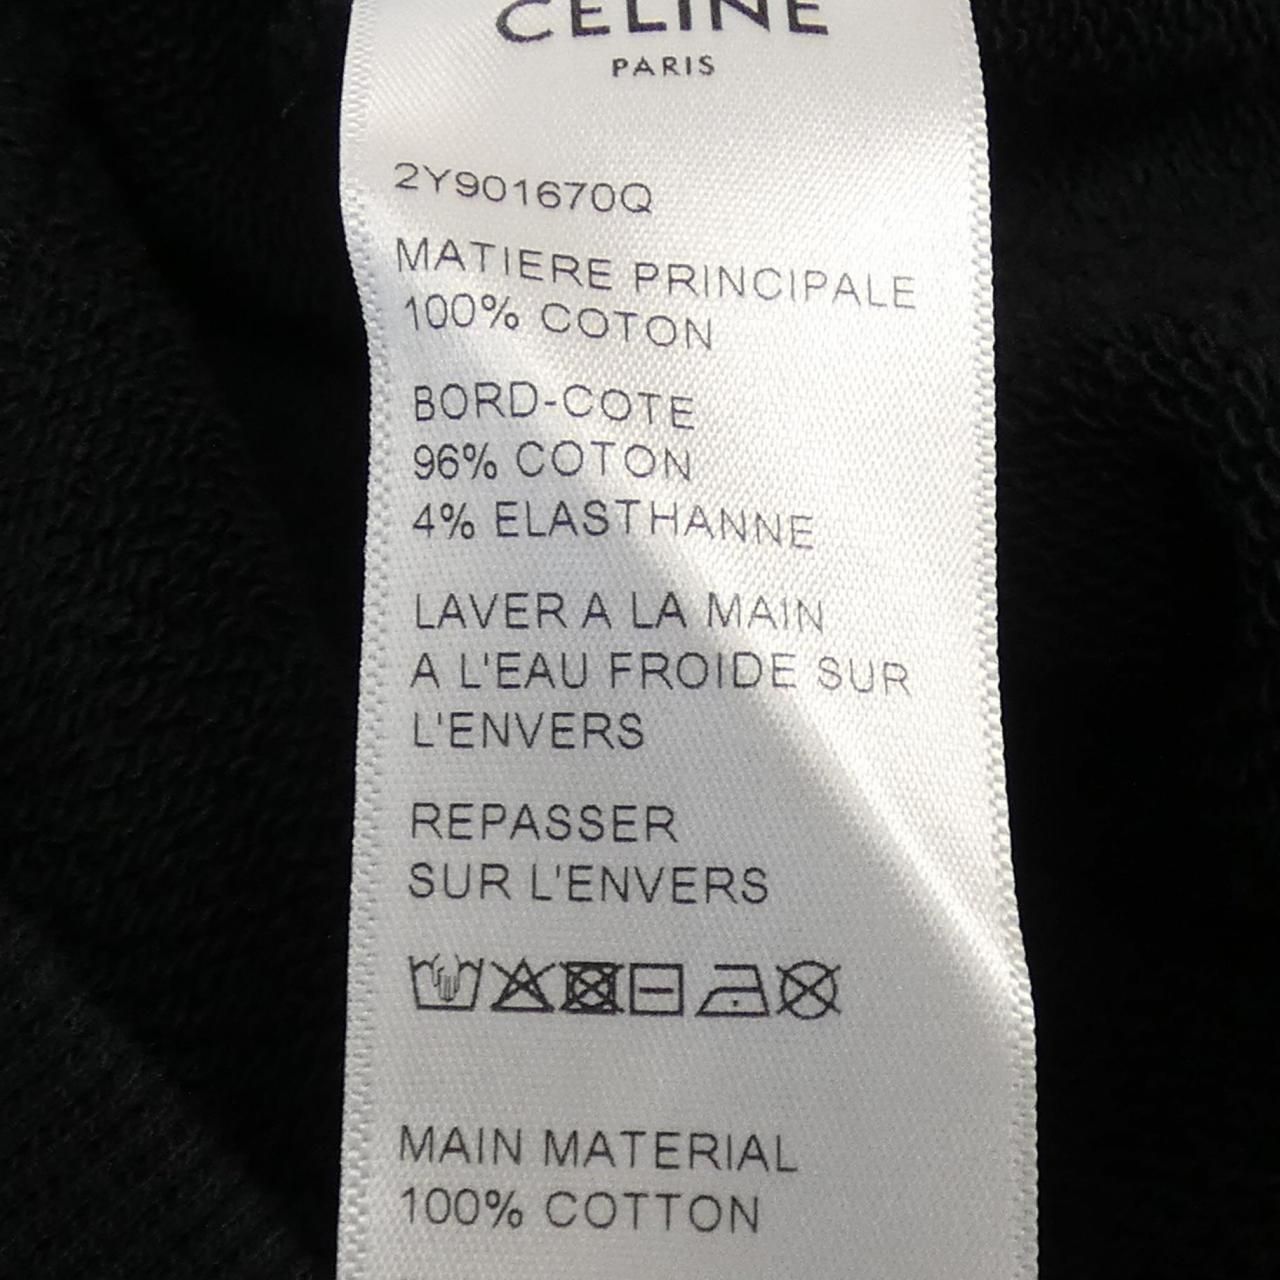 CELINE
PARIS
2Y901670Q
MATIERE PRINCIPALE
100% COTON
BORD-COTE
96% COTON
4% ELASTHANNE
LAVER A LA MAIN
A L'EAU FROIDE SUR
L'ENVERS
REPASSER
SUR L'ENVERS
MAIN MATERIAL
100% COTTON